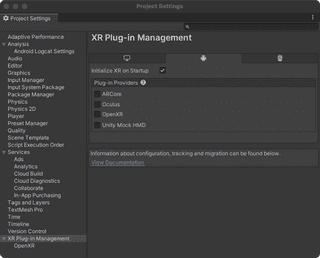 Project Settings
Project Settings
Adaptive Performance
Analysis
Android Logcat Settings
Audio
Editor
Graphics
Input Manager
Input System Package
Package Manager
Physics
Physics 2D
Player
Preset Manager
Quality
Scene Template
Script Execution Order
Services
Ads
Analytics
Cloud Build
Cloud Diagnostics
Collaborate
In-App Purchasing
Tags and Layers
TextMesh Pro
Time
Timeline
Version Control
XR Plug-in Management
OpenXR
XR Plug-in Management
Initialize XR on Startup
Plug-in Providers
ARCore
Oculus
OpenXR
Unity Mock HMD
Information about configuration, tracking and migration can be found below.
View Documentation